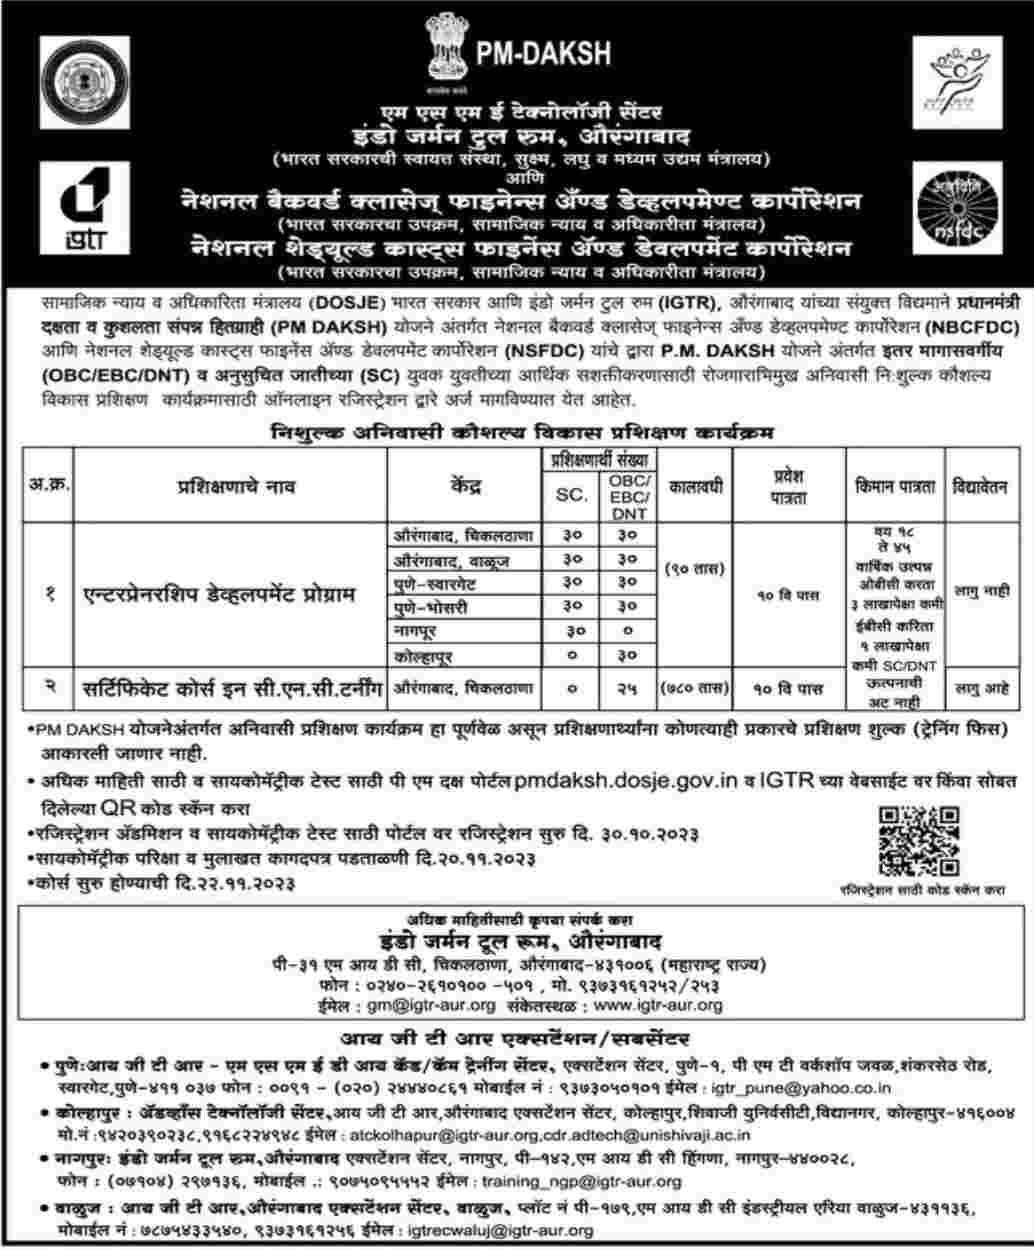 PM-DAKSH
एम एस एम ई टेक्नोलॉजी सेंटर
इंडो जर्मन टुल रुम, औरंगाबाद
(भारत सरकारची स्वायत्त संस्था, सुक्ष्म, लघु व मध्यम उद्यम मंत्रालय)
आणि
नेशनल बैकवर्ड क्लासेज् फाइनेन्स अँण्ड डेव्हलपमेण्ट कार्पोरेशन
(भारत सरकारचा उपक्रम, सामाजिक न्याय व अधिकारीता मंत्रालय)
नेशनल शेड्यूल्ड कास्ट्स फाइनेंस ॲण्ड डेवलपमेंट कार्पोरेशन
(भारत सरकारचा उपक्रम, सामाजिक न्याय व अधिकारीता मंत्रालय)
igtr
nsfdc
सामाजिक न्याय व अधिकारिता मंत्रालय (DOSJE) भारत सरकार आणि इंडो जर्मन टुल रुम (IGTR), औरंगाबाद यांच्या संयुक्त विद्यमाने प्रधानमंत्री
दक्षता व कुशलता संपन्न हितग्राही (PM DAKSH) योजने अंतर्गत नेशनल बैकवर्ड क्लासेज् फाइनेन्स अँण्ड डेव्हलपमेण्ट कार्पोरेशन (NBCFDC)
आणि नेशनल शेड्यूल्ड कास्ट्स फाइनेंस ॲण्ड डेवलपमेंट कार्पोरेशन (NSFDC) यांचे द्वारा P.M. DAKSH योजने अंतर्गत इतर मागासवर्गीय
(OBC/EBC/DNT) व अनुसुचित जातीच्या (SC) युवक युवतीच्या आर्थिक सशक्तीकरणासाठी रोजगाराभिमुख अनिवासी नि:शुल्क कौशल्य
विकास प्रशिक्षण कार्यक्रमासाठी ऑनलाइन रजिस्ट्रेशन द्वारे अर्ज मागविण्यात येत आहेत.
निशुल्क अनिवासी कौशल्य विकास प्रशिक्षण कार्यक्रम
अ.क्र. प्रशिक्षणाचे नाव केंद्र प्रशिक्षणार्थी संख्या कालावधी प्रवेश पात्रता किमान पात्रता विद्यावेतन
SC. OBC/ EBC/ DNT
१ एन्टरप्रेनरशिप डेव्हलपमेंट प्रोग्राम (९० तास) १० वि पास लागु नाही
औरंगाबाद, चिकलठाणा ३० ३०
औरंगाबाद, वाळूज ३० ३०
पुणे-स्वारगेट ३० ३०
पुणे-भोसरी ३० ३०
नागपूर ३० ०
कोल्हापूर ० ३०
वय १८
ते ४५
वार्षिक उत्पन्न
ओबीसी करता
३ लाखापेक्षा कमी
ईबीसी करिता
१ लाखापेक्षा
कमी SC/DNT
ऊत्पनाची
अट नाही
२ सर्टिफिकेट कोर्स इन सी.एन.सी.टर्नींग औरंगाबाद, चिकलठाणा ० २५ (७८० तास) १० वि पास लागु आहे
•PM DAKSH योजनेअंतर्गत अनिवासी प्रशिक्षण कार्यक्रम हा पूर्णवेळ असून प्रशिक्षणार्थ्यांना कोणत्याही प्रकारचे प्रशिक्षण शुल्क (ट्रेनिंग फिस)
आकारली जाणार नाही.
• अधिक माहिती साठी व सायकोमॅट्रीक टेस्ट साठी पी एम दक्ष पोर्टल pmdaksh.dosje.gov.in व IGTR च्या वेबसाईट वर किंवा सोबत
दिलेल्या QR कोड स्कॅन करा
•रजिस्ट्रेशन ॲडमिशन व सायकोमॅट्रीक टेस्ट साठी पोर्टल वर रजिस्ट्रेशन सुरु दि. ३०.१०.२०२३
•सायकोमॅट्रीक परिक्षा व मुलाखत कागदपत्र पडताळणी दि.२०.११.२०२३
•कोर्स सुरु होण्याची दि.२२.११.२०२३
रजिस्ट्रेशन साठी कोड स्कॅन करा
अधिक माहितीसाठी कृपया संपर्क करा
इंडो जर्मन टूल रूम, औरंगाबाद
पी-३१ एम आय डी सी, चिकलठाणा, औरंगाबाद-४३१००६ (महाराष्ट्र राज्य)
फोन : ०२४०-२६१०१०० -५०१ , मो. ९३७३१६१२५२/२५३
ईमेल : gm@igtr-aur.org संकेतस्थळ : www.igtr-aur.org
आय जी टी आर एक्सटेंशन/सबसेंटर
• पुणे:आय जी टी आर - एम एस एम ई डी आय कॅड/कॅम ट्रेनींग सेंटर, एक्सटेंशन सेंटर, पुणे-१, पी एम टी वर्कशॉप जवळ,शंकरसेठ रोड,
स्वारगेट,पुणे-४११ ०३७ फोन : ००९१ - (०२०) २४४४०८६१ मोबाईल नं : ९३७३०५०१०१ ईमेल : igtr_pune@yahoo.co.in
• कोल्हापुर : ॲडव्हाँस टेक्नॉलॉजी सेंटर,आय जी टी आर,औरंगाबाद एक्सटेंशन सेंटर, कोल्हापुर,शिवाजी युनिर्वसीटी,विद्यानगर, कोल्हापुर-४१६००४
मो.नं :९४२०३९०२३८,९१६८२२४९४८ ईमेल : atckolhapur@igtr-aur.org,cdr.adtech@unishivaji.ac.in
• नागपुर: इंडो जर्मन टूल रुम,औरंगाबाद एक्सटेंशन सेंटर, नागपुर, पी-१४२,एम आय डी सी हिंगणा, नागपुर-४४००२८,
फोन : (०७१०४) २९७१३६, मोबाईल .: ९०७५०९५५५२ ईमेल : training_ngp@igtr-aur.org
• वाळुज : आय जी टी आर,औरंगाबाद एक्सटेंशन सेंटर, वाळुज, प्लॉट नं पी-१७९,एम आय डी सी इंडस्ट्रीयल एरिया वाळुज-४३११३६,
मोबाईल नं : ७८७५४३३५४०, ९३७३१६१२५६ ईमेल : igtrecwaluj@igtr-aur.org